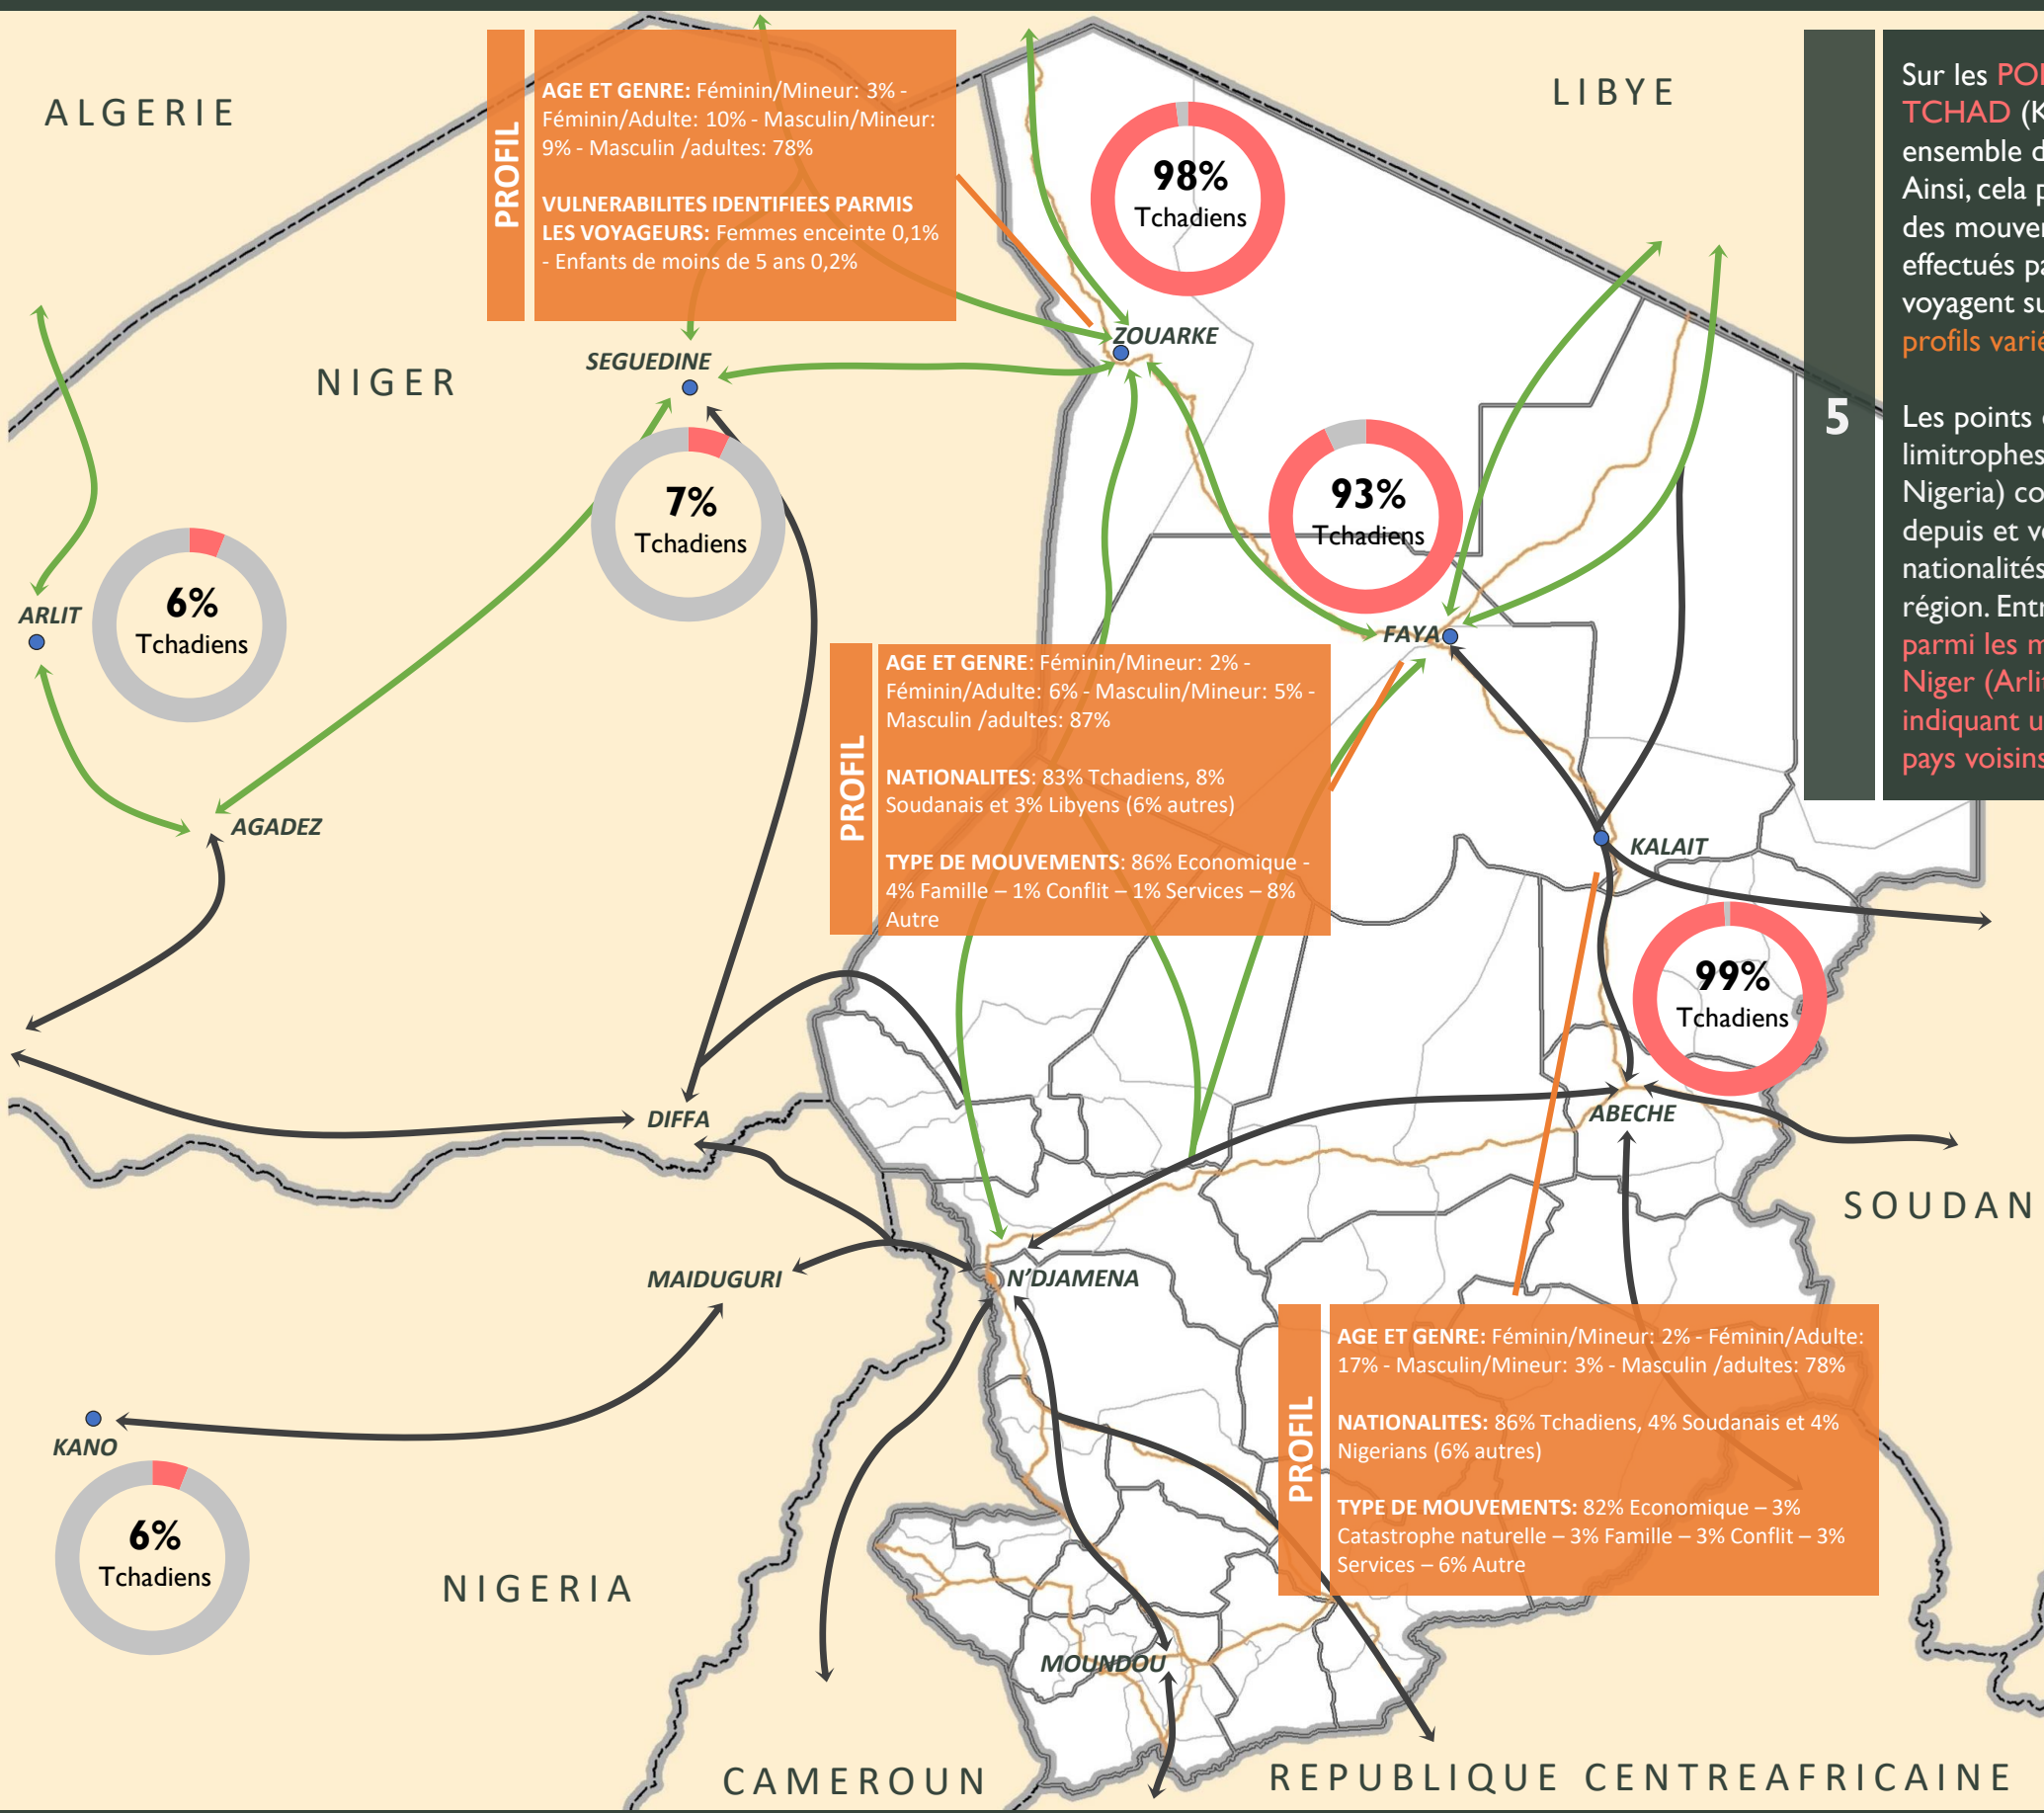 ALGERIE
LIBYE
NIGER
PROFIL
AGE ET GENRE: Féminin/Mineur: 3% -
Féminin/Adulte: 10% - Masculin/Mineur:
9% - Masculin /adultes: 78%
VULNERABILITES IDENTIFIEES PARMIS
LES VOYAGEURS: Femmes enceinte 0,1%
- Enfants de moins de 5 ans 0,2%
98%
Tchadiens
ZOUARKE
SEGUEDINE
7%
Tchadiens
93%
Tchadiens
5
Sur les
TCHAD
ensemble
Ainsi, cela
des
effectués
voyagent
profils
Les points
limitrophes
Nigeria)
depuis et
nationalités
région.
parmi les
Niger
indiquant
pays voisins
ARLIT
6%
Tchadiens
FAYA
AGADEZ
PROFIL
AGE ET GENRE: Féminin/Mineur: 2% -
Féminin/Adulte: 6% - Masculin/Mineur: 5% -
Masculin /adultes: 87%
NATIONALITES: 83% Tchadiens, 8%
Soudanais et 3% Libyens (6% autres)
TYPE DE MOUVEMENTS: 86% Economique -
4% Famille – 1% Conflit – 1% Services – 8%
Autre
KALAIT
99%
Tchadiens
DIFFA
ABECHE
SOUDAN
MAIDUGURI
N'DJAMENA
KANO
6%
Tchadiens
NIGERIA
PROFIL
AGE ET GENRE: Féminin/Mineur: 2% - Féminin/Adulte:
17% - Masculin/Mineur: 3% - Masculin /adultes: 78%
NATIONALITES: 86% Tchadiens, 4% Soudanais et 4%
Nigerians (6% autres)
TYPE DE MOUVEMENTS: 82% Economique – 3%
Catastrophe naturelle – 3% Famille – 3% Conflit – 3%
Services – 6% Autre
MOUNDOU
CAMEROUN
REPUBLIQUE CENTREAFRICAINE